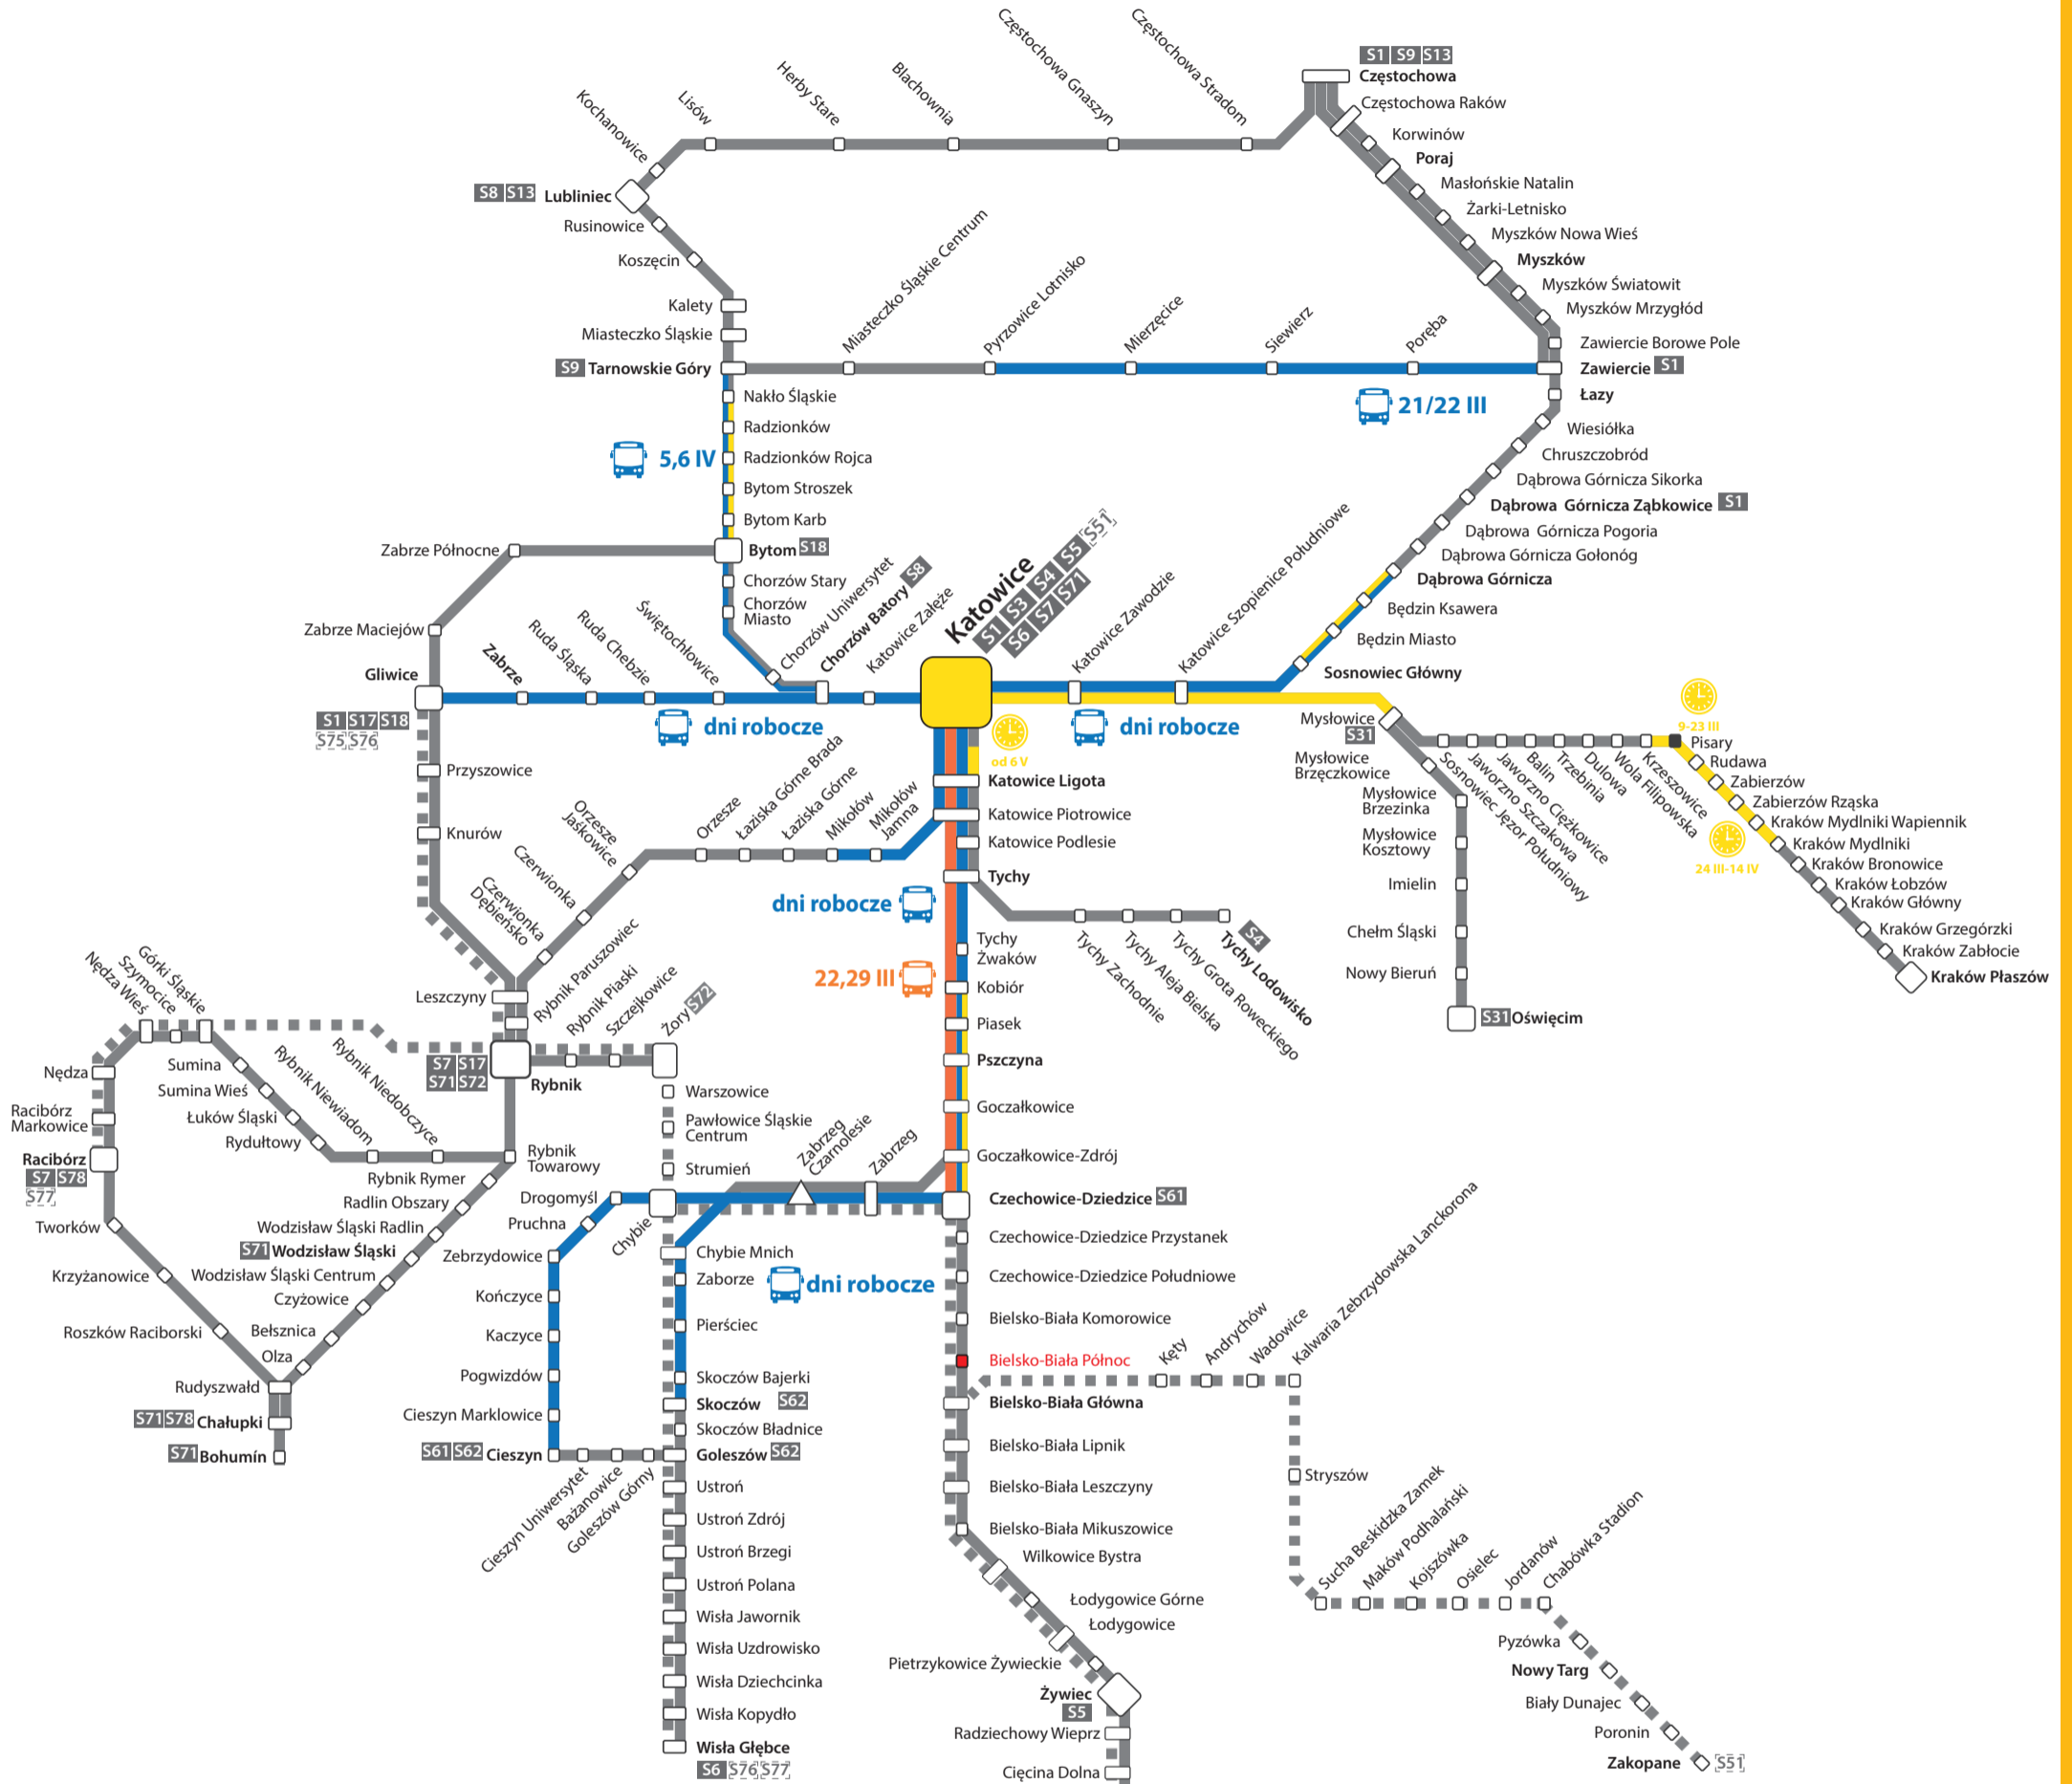 S1 S9 S13
Częstochowa
Częstochowa Raków
Korwinów
Poraj
Masłońskie Natalin
Żarki-Letnisko
Myszków Nowa Wieś
Myszków
Myszków Światowit
Myszków Mrzygłód
Zawiercie Borowe Pole
Zawiercie S1
Łazy
Wiesiółka
Chruszczobród
Dąbrowa Górnicza Sikorka
Dąbrowa Górnicza Ząbkowice S1
Dąbrowa Górnicza Pogoria
Dąbrowa Górnicza Gołonóg
Dąbrowa Górnicza
Będzin Ksawera
Będzin Miasto
Sosnowiec Główny
Częstochowa Stradom
Częstochowa Gnaszyn
Blachownia
Herby Stare
Lisów
Kochanowice
S8 S13 Lubliniec
Rusinowice
Koszęcin
Kalety
Miasteczko Śląskie
S9 Tarnowskie Góry
Miasteczko Śląskie Centrum
Pyrzowice Lotnisko
Mierzęcice
Siewierz
Poręba
21/22 III
Nakło Śląskie
Radzionków
5,6 IV
Radzionków Rojca
Bytom Stroszek
Bytom Karb
Bytom S18
Zabrze Północne
Zabrze Maciejów
Chorzów Stary
Chorzów
Miasto
Chorzów Uniwersytet
Chorzów Batory S8
Katowice Załęże
Świętochłowice
Ruda Chebzie
Ruda Śląska
Zabrze
Gliwice
S1 S17 S18
S75 S76
dni robocze
Katowice
S1 S3 S4 S5 S51
S6 S7 S71
Katowice Zawodzie
Katowice Szopienice Południowe
dni robocze
od 6 V
Mysłowice
S31
Mysłowice
Brzęczkowice
Mysłowice
Brzezinka
Mysłowice
Kosztowy
Imielin
Chełm Śląski
Nowy Bieruń
S31 Oświęcim
Sosnowiec Jęzor Południowy
Jaworzno Szczakowa
Jaworzno Ciężkowice
Balin
Trzebinia
Dulowa
Wola Filipowska
Krzeszowice
9-23 III
Pisary
Rudawa
Zabierzów
Zabierzów Rząska
Kraków Mydlniki Wapiennik
Kraków Mydlniki
24 III-14 IV
Kraków Bronowice
Kraków Łobzów
Kraków Główny
Kraków Grzegórzki
Kraków Zabłocie
Kraków Płaszów
Katowice Ligota
Katowice Piotrowice
Katowice Podlesie
Tychy
dni robocze
22,29 III
Tychy Zachodnie
Tychy Aleja Bielska
Tychy Grota Roweckiego
Tychy Lodowisko
S4
Tychy
Żwaków
Kobiór
Piasek
Pszczyna
Goczałkowice
Goczałkowice-Zdrój
Czechowice-Dziedzice S61
Przyszowice
Knurów
Mikołów
Jamna
Mikołów
Łaziska Górne
Łaziska Górne Brada
Orzesze
Orzesze
Jaśkowice
Czerwionka
Czerwionka
Dębieńsko
Leszczyny
Rybnik Paruszowiec
Rybnik Piaski
Szczejkowice
Żory S72
S7 S17
S71 S72
Rybnik
Górki Śląskie
Szymocice
Nędza Wieś
Nędza
Racibórz
Markowice
Racibórz
S7 S78
S77
Sumina
Sumina Wieś
Łuków Śląski
Rydułtowy
Rybnik Niewiadom
Rybnik Niedobczyce
Rybnik
Towarowy
Rybnik Rymer
Radlin Obszary
Wodzisław Śląski Radlin
S71 Wodzisław Śląski
Wodzisław Śląski Centrum
Czyżowice
Bełsznica
Olza
Tworków
Krzyżanowice
Roszków Raciborski
Rudyszwałd
S71 S78 Chałupki
S71 Bohumín
Warszowice
Pawłowice Śląskie
Centrum
Strumień
Zabrzeg
Czarnolesie
Zabrzeg
Chybie
Drogomyśl
Pruchna
Zebrzydowice
Kończyce
Kaczyce
Pogwizdów
Cieszyn Marklowice
S61 S62 Cieszyn
Cieszyn Uniwersytet
Bażanowice
Goleszów Górny
Chybie Mnich
Zaborze
dni robocze
Pierściec
Skoczów Bajerki
Skoczów S62
Skoczów Bładnice
Goleszów S62
Ustroń
Ustroń Zdrój
Ustroń Brzegi
Ustroń Polana
Wisła Jawornik
Wisła Uzdrowisko
Wisła Dziechcinka
Wisła Kopydło
Wisła Głębce
S6 S76 S77
Czechowice-Dziedzice Przystanek
Czechowice-Dziedzice Południowe
Bielsko-Biała Komorowice
Bielsko-Biała Północ
Bielsko-Biała Główna
Bielsko-Biała Lipnik
Bielsko-Biała Leszczyny
Bielsko-Biała Mikuszowice
Wilkowice Bystra
Łodygowice Górne
Łodygowice
Pietrzykowice Żywieckie
Żywiec
S5
Radziechowy Wieprz
Cięcina Dolna
Kęty
Andrychów
Wadowice
Kalwaria Zebrzydowska Lanckorona
Stryszów
Sucha Beskidzka Zamek
Maków Podhalański
Kojszówka
Osielec
Jordanów
Chabówka Stadion
Pyzówka
Nowy Targ
Biały Dunajec
Poronin
Zakopane S51